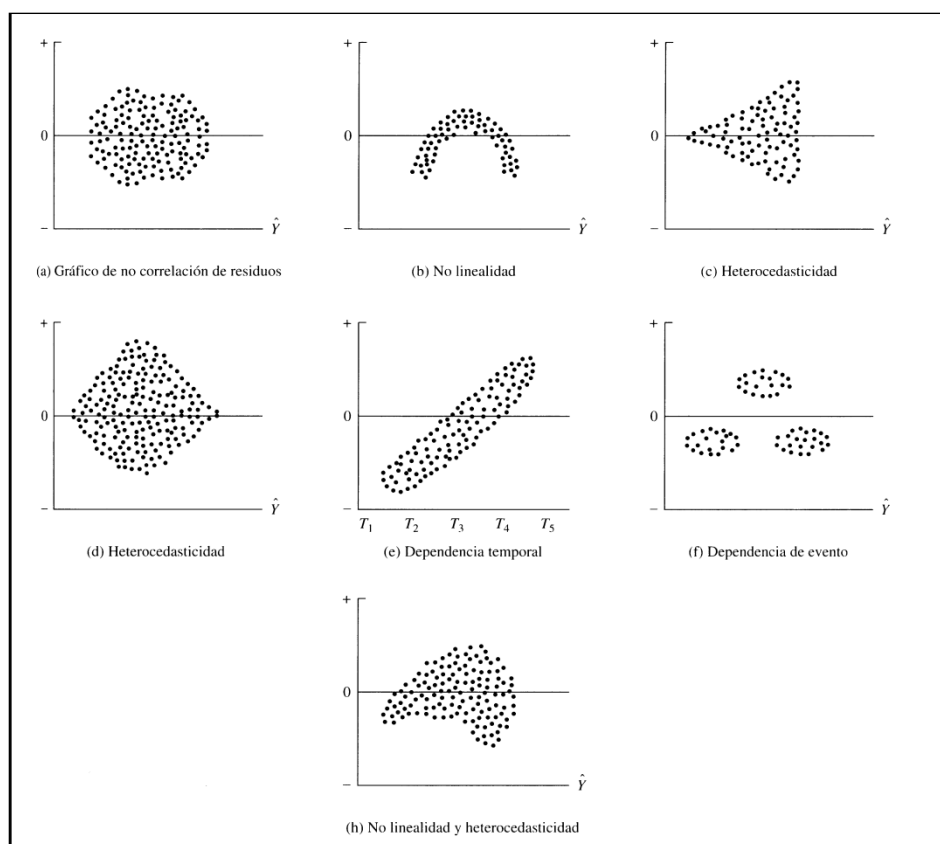 + + +
0 0 0
− Ŷ − Ŷ − Ŷ
(a) Gráfico de no correlación de residuos (b) No linealidad (c) Heterocedasticidad
+ + +
0 0 0
− Ŷ − − Ŷ
T₁ T₂ T₃ T₄ T₅
(d) Heterocedasticidad (e) Dependencia temporal (f) Dependencia de evento
+
0
− Ŷ
(h) No linealidad y heterocedasticidad